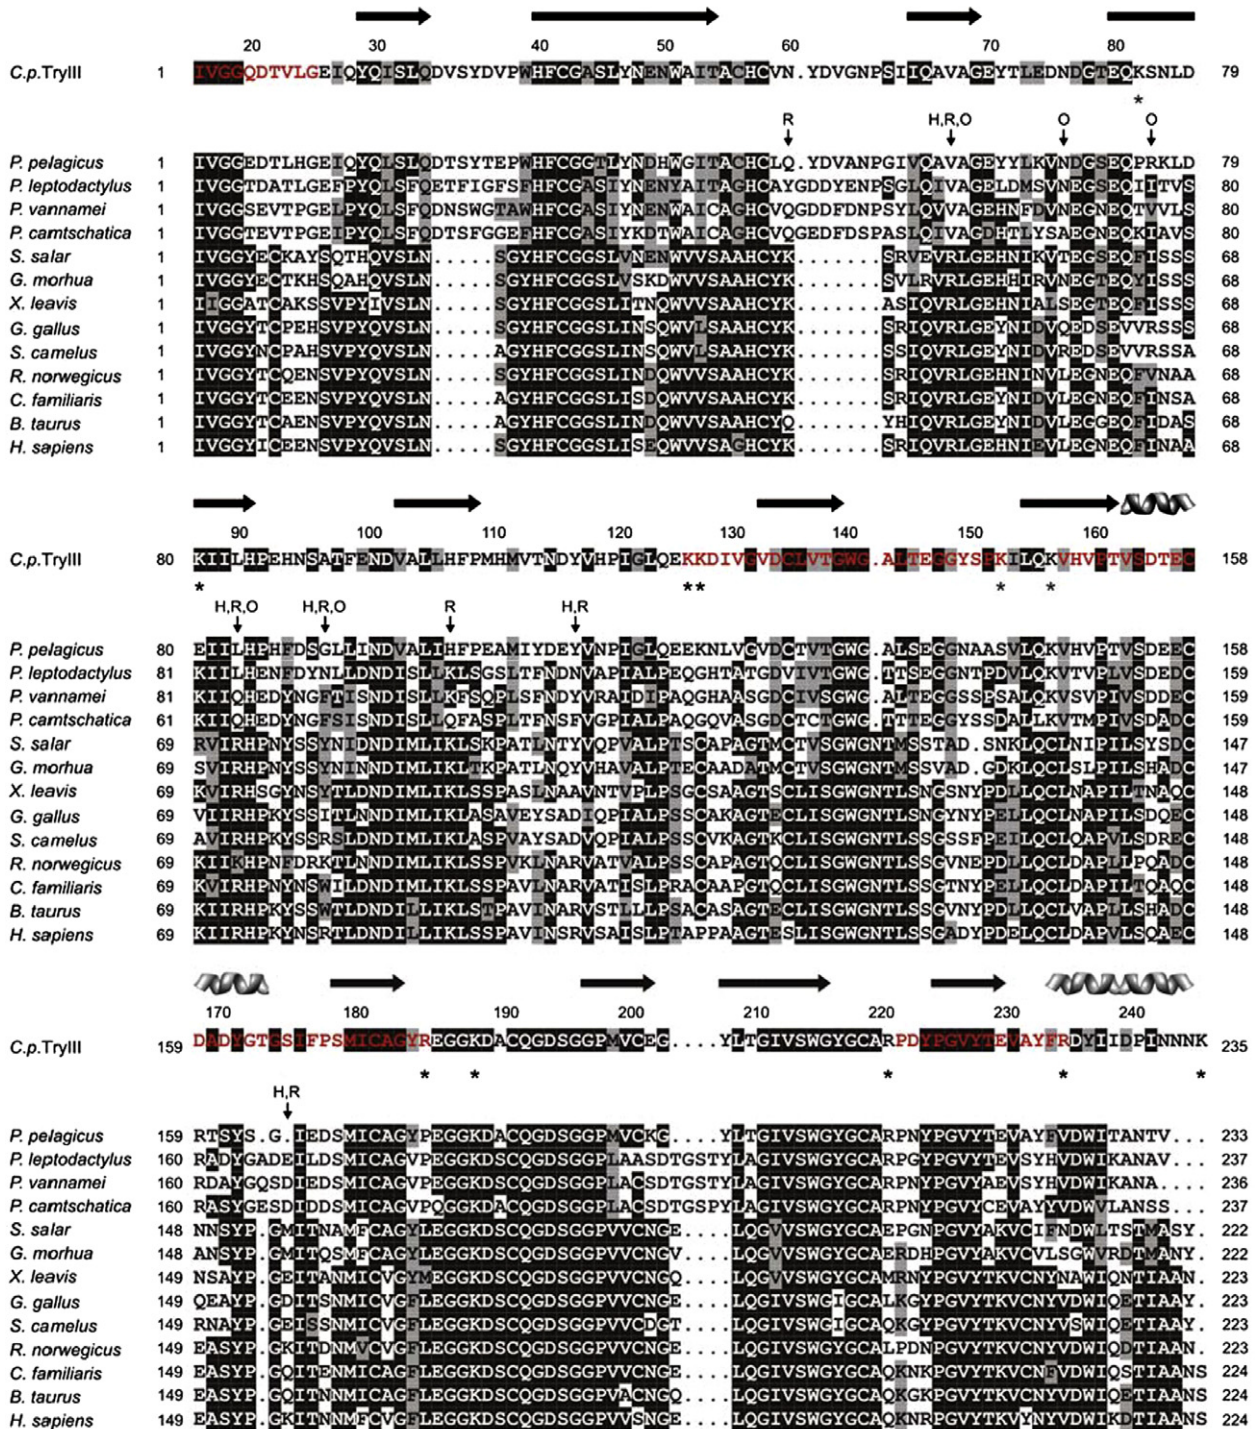 20 30 40 50 60 70 80
C.p.TryIII 1 IVGGQDTVLGEIQYQISLQDVSYDVPWHFCGASLYNENWAITACHCVN.YDVGNPSIIQAVAGEYTLEDNDGTEQKSNLD 79
*
R H,R,O O O
P. pelagicus 1 IVGGEDTLHGEIQYQLSLQDTSYTEPWHFCGGTLYNDHWGITACHCLQ.YDVANPGIVQAVAGEYYLKVNDGSEQPRKLD 79
P. leptodactylus 1 IVGGTDATLGEFPYQLSFQETFIGFSFHFCGASIYNENYAITAGHCAYGDDYENPSGLQIVAGELDMSVNEGSEQIITVS 80
P. vannamei 1 IVGGSEVTPGELPYQLSFQDNSWGTAWHFCGASIYNENWAICAGHCVQGDDFDNPSYLQVVAGEHNFDVNEGNEQTVVLS 80
P. camtschatica 1 IVGGTEVTPGEIPYQLSFQDTSFGGEFHFCGASIYKDTWAICAGHCVQGEDFDSPASLQIVAGDHTLYSAEGNEQKIAVS 80
S. salar 1 IVGGYECKAYSQTHQVSLN.....SGYHFCGGSLVNENWVVSAAHCYK.......SRVEVRLGEHNIKVTEGSEQFISSS 68
G. morhua 1 IVGGYECTKHSQAHQVSLN.....SGYHFCGGSLVSKDWVVSAAHCYK.......SVLRVRLGEHHIRVNEGTEQYISSS 68
X. leavis 1 IIGGATCAKSSVPYIVSLN.....SGYHFCGGSLITNQWVVSAAHCYK.......ASIQVRLGEHNIALSEGTEQFISSS 68
G. gallus 1 IVGGYTCPEHSVPYQVSLN.....SGYHFCGGSLINSQWVLSAAHCYK.......SRIQVRLGEYNIDVQEDSEVVRSSS 68
S. camelus 1 IVGGYNCPAHSVPYQVSLN.....AGYHFCGGSLINSQWVLSAAHCYK.......SSIQVRLGEYNIDVREDSEVVRSSA 68
R. norwegicus 1 IVGGYTCQENSVPYQVSLN.....SGYHFCGGSLINDQWVVSAAHCYK.......SRIQVRLGEHNINVLEGNEQFVNAA 68
C. familiaris 1 IVGGYTCEENSVPYQVSLN.....AGYHFCGGSLISDQWVVSAAHCYK.......SRIQVRLGEYNIDVLEGNEQFINSA 68
B. taurus 1 IVGGYTCAENSVPYQVSLN.....AGYHFCGGSLINDQWVVSAAHCYQ.......YHIQVRLGEYNIDVLEGGEQFIDAS 68
H. sapiens 1 IVGGYICEENSVPYQVSLN.....SGYHFCGGSLISEQWVVSAGHCYK.......SRIQVRLGEHNIEVLEGNEQFINAA 68
90 100 110 120 130 140 150 160
C.p.TryIII 80 KIILHPEHNSATFENDVALLHFPMHMVTNDYVHPIGLQEKKDIVGVDCLVTGWG.ALTEGGYSPKILQKVHVPTVSDTEC 158
* ** * *
H,R,O H,R,O R H,R
P. pelagicus 80 EIILHPHFDSGLLINDVALIHFPEAMIYDEYVNPIGLQEEKNLVGVDCTVTGWG.ALSEGGNAASVLQKVHVPTVSDEEC 158
P. leptodactylus 81 KIILHENFDYNLLDNDISLLKLSGSLTFNDNVAPIALPEQGHTATGDVIVTGWG.TTSEGGNTPDVLQKVTVPLVSDEDC 159
P. vannamei 81 KIIQHEDYNGFTISNDISLLKFSQPLSFNDYVRAIDIPAQGHAASGDCIVSGWG.ALTEGGSSPSALQKVSVPIVSDDEC 159
P. camtschatica 61 KIIQHEDYNGFSISNDISLLQFASPLTFNSFVGPIALPAQGQVASGDCTCTGWG.TTTEGGYSSDALLKVTMPIVSDADC 159
S. salar 69 RVIRHPNYSSYNIDNDIMLIKLSKPATLNTYVQPVALPTSCAPAGTMCTVSGWGNTMSSTAD.SNKLQCLNIPILSYSDC 147
G. morhua 69 SVIRHPNYSSYNINNDIMLIKLTKPATLNQYVHAVALPTECAADATMCTVSGWGNTMSSVAD.GDKLQCLSLPILSHADC 147
X. leavis 69 KVIRHSGYNSYTLDNDIMLIKLSSPASLNAAVNTVPLPSGCSAAGTSCLISGWGNTLSNGSNYPDLLQCLNAPILTNAQC 148
G. gallus 69 VIIRHPKYSSITLNNDIMLIKLASAVEYSADIQPIALPSSCAKAGTECLISGWGNTLSNGYNYPELLQCLNAPILSDQEC 148
S. camelus 69 AVIRHPKYSSRSLDNDIMLIKLASPVAYSADVQPIALPSSCVKAGTKCLISGWGNTLSSGSSFPEILQCLQAPVLSDREC 148
R. norwegicus 69 KIIKHPNFDRKTLNNDIMLIKLSSPVKLNARVATVALPSSCAPAGTQCLISGWGNTLSSGVNEPDLLQCLDAPLLPQADC 148
C. familiaris 69 KVIRHPNYNSWILDNDIMLIKLSSPAVLNARVATISLPRACAAPGTQCLISGWGNTLSSGTNYPELLQCLDAPILTQAQC 148
B. taurus 69 KIIRHPKYSSWTLDNDILLIKLSTPAVINARVSTLLLPSACASAGTECLISGWGNTLSSGVNYPDLLQCLVAPLLSHADC 148
H. sapiens 69 KIIRHPKYNSRTLDNDILLIKLSSPAVINSRVSAISLPTAPPAAGTESLISGWGNTLSSGADYPDELQCLDAPVLSQAEC 148
170 180 190 200 210 220 230 240
C.p.TryIII 159 DADYGTGSIFPSMICAGYREGGKDACQGDSGGPMVCEG....YLTGIVSWGYGCARPDYPGVYTEVAYFRDYIIDPINNNK 235
* * * * *
H,R
P. pelagicus 159 RTSYS.G.IEDSMICAGYPEGGKDACQGDSGGPMVCKG....YLTGIVSWGYGCARPNYPGVYTEVAYFVDWITANTV... 233
P. leptodactylus 160 RADYGADEILDSMICAGVPEGGKDSCQGDSGGPLAASDTGSTYLAGIVSWGYGCARPGYPGVYTEVSYHVDWIKANAV... 237
P. vannamei 160 RDAYGQSDIEDSMICAGVPEGGKDSCQGDSGGPLACSDTGSTYLAGIVSWGYGCARPNYPGVYAEVSYHVDWIKANA.... 236
P. camtschatica 160 RASYGESDIDDSMICAGVPQGGKDACQGDSGGPLACSDTGSPYLAGIVSWGYGCARPNYPGVYCEVAYYVDWVLANSS... 237
S. salar 148 NNSYP.GMITNAMFCAGYLEGGKDSCQGDSGGPVVCNGE....LQGVVSWGYGCAEPGNPGVYAKVCIFNDWLTSTMASY. 222
G. morhua 148 ANSYP.GMITQSMFCAGYLEGGKDSCQGDSGGPVVCNGV....LQGVVSWGYGCAERDHPGVYAKVCVLSGWVRDTMANY. 222
X. leavis 149 NSAYP.GEITANMICVGYMEGGKDSCQGDSGGPVVCNGQ....LQGVVSWGYGCAMRNYPGVYTKVCNYNAWIQNTIAAN. 223
G. gallus 149 QEAYP.GDITSNMICVGFLEGGKDSCQGDSGGPVVCNGE....LQGIVSWGIGCALKGYPGVYTKVCNYVDWIQETIAAY. 223
S. camelus 149 RNAYP.GEISSNMICVGFLEGGKDSCQGDSGGPVVCDGT....LQGIVSWGIGCAQKGYPGVYTKVCNYVSWIQETIAAY. 223
R. norwegicus 149 EASYP.GKITDNMVCVGFLEGGKDSCQGDSGGPVVCNGE....LQGIVSWGYGCALPDNPGVYTKVCNYVDWIQDTIAAN. 223
C. familiaris 149 EASYP.GQITENMICAGFLEGGKDSCQGDSGGPVVCNGE....LQGIVSWGYGCAQKNKPGVYTKVCNFVDWIQSTIAANS 224
B. taurus 149 EASYP.GQITNNMICAGFLEGGKDSCQGDSGGPVACNGQ....LQGIVSWGYGCAQKGKPGVYTKVCNYVDWIQETIAANS 224
H. sapiens 149 EASYP.GKITNNMFCVGFLEGGKDSCQGDSGGPVVSNGE....LQGIVSWGYGCAQKNRPGVYTKVYNYVDWIKDTIAANS 224